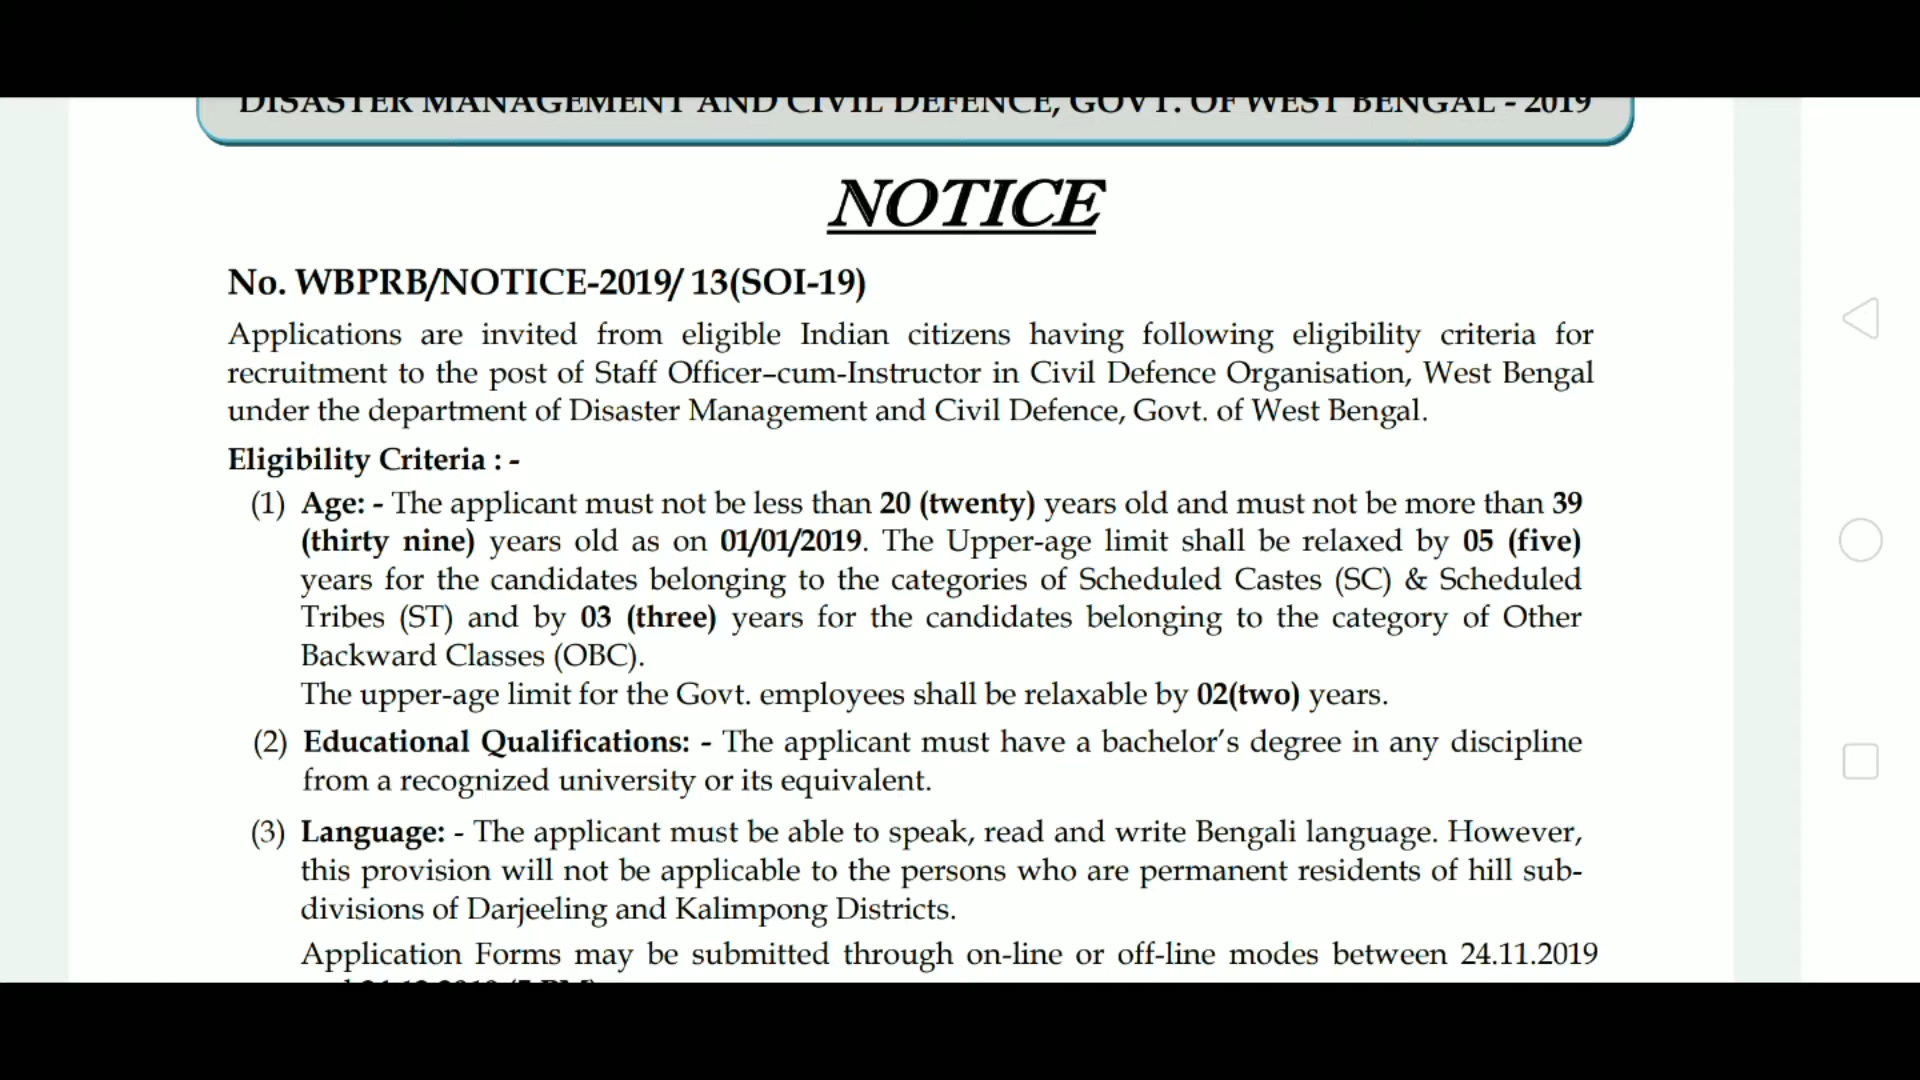 DISASTER MANAGEMENT AND CIVIL DEFENCE, GOVT. OF WEST BENGAL - 2019
NOTICE
No. WBPRB/NOTICE-2019/ 13(SOI-19)
Applications are invited from eligible Indian citizens having following eligibility criteria for
recruitment to the post of Staff Officer–cum-Instructor in Civil Defence Organisation, West Bengal
under the department of Disaster Management and Civil Defence, Govt. of West Bengal.
Eligibility Criteria : -
(1) Age: - The applicant must not be less than 20 (twenty) years old and must not be more than 39
(thirty nine) years old as on 01/01/2019. The Upper-age limit shall be relaxed by 05 (five)
years for the candidates belonging to the categories of Scheduled Castes (SC) & Scheduled
Tribes (ST) and by 03 (three) years for the candidates belonging to the category of Other
Backward Classes (OBC).
The upper-age limit for the Govt. employees shall be relaxable by 02(two) years.
(2) Educational Qualifications: - The applicant must have a bachelor's degree in any discipline
from a recognized university or its equivalent.
(3) Language: - The applicant must be able to speak, read and write Bengali language. However,
this provision will not be applicable to the persons who are permanent residents of hill sub-
divisions of Darjeeling and Kalimpong Districts.
Application Forms may be submitted through on-line or off-line modes between 24.11.2019